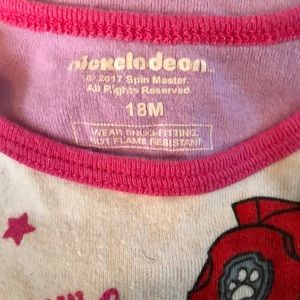 nickelodeon
© 2017 Spin Master.
All Rights Reserved.
18M
WEAR SNUG-FITTING.
NOT FLAME RESISTANT